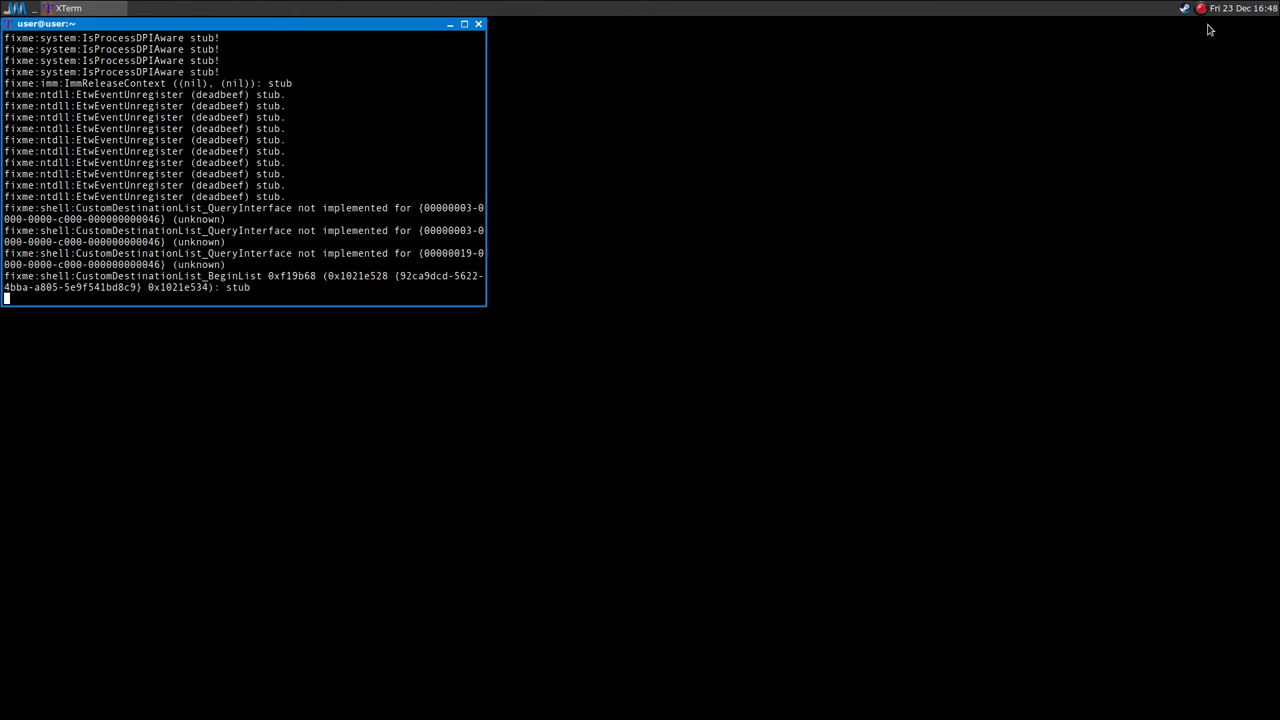 XTerm
Fri 23 Dec 16:48
user@user:~
fixme:system:IsProcessDPIAware stub!
fixme:system:IsProcessDPIAware stub!
fixme:system:IsProcessDPIAware stub!
fixme:system:IsProcessDPIAware stub!
fixme:imm:ImmReleaseContext ((nil), (nil)): stub
fixme:ntdll:EtwEventUnregister (deadbeef) stub.
fixme:ntdll:EtwEventUnregister (deadbeef) stub.
fixme:ntdll:EtwEventUnregister (deadbeef) stub.
fixme:ntdll:EtwEventUnregister (deadbeef) stub.
fixme:ntdll:EtwEventUnregister (deadbeef) stub.
fixme:ntdll:EtwEventUnregister (deadbeef) stub.
fixme:ntdll:EtwEventUnregister (deadbeef) stub.
fixme:ntdll:EtwEventUnregister (deadbeef) stub.
fixme:ntdll:EtwEventUnregister (deadbeef) stub.
fixme:ntdll:EtwEventUnregister (deadbeef) stub.
fixme:shell:CustomDestinationList_QueryInterface not implemented for {00000003-0
000-0000-c000-000000000046} (unknown)
fixme:shell:CustomDestinationList_QueryInterface not implemented for {00000003-0
000-0000-c000-000000000046} (unknown)
fixme:shell:CustomDestinationList_QueryInterface not implemented for {00000019-0
000-0000-c000-000000000046} (unknown)
fixme:shell:CustomDestinationList_BeginList 0xf19b68 (0x1021e528 {92ca9dcd-5622-
4bba-a805-5e9f541bd8c9} 0x1021e534): stub